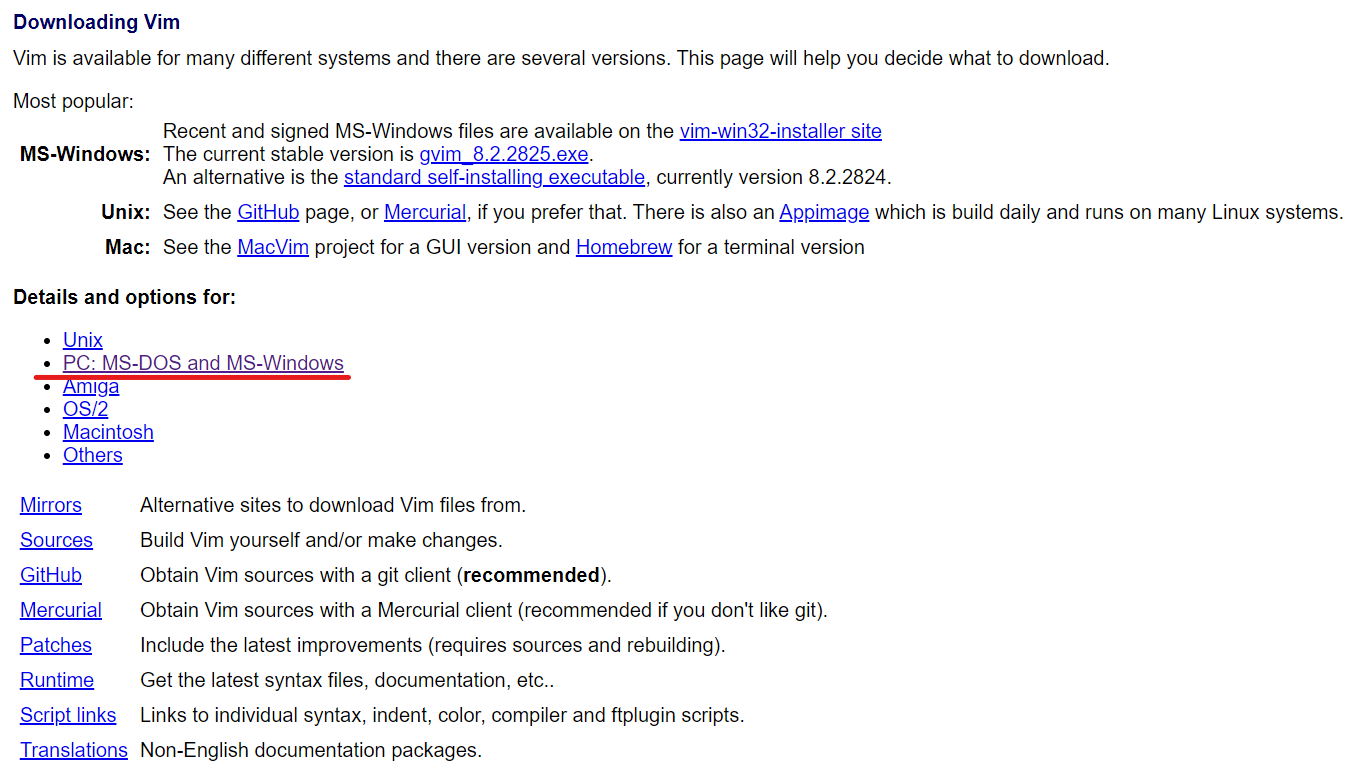 Downloading Vim
Vim is available for many different systems and there are several versions. This page will help you decide what to download.
Most popular:
Recent and signed MS-Windows files are available on the vim-win32-installer site
MS-Windows: The current stable version is gvim_8.2.2825.exe.
An alternative is the standard self-installing executable, currently version 8.2.2824.
Unix: See the GitHub page, or Mercurial, if you prefer that. There is also an Appimage which is build daily and runs on many Linux systems.
Mac: See the MacVim project for a GUI version and Homebrew for a terminal version
Details and options for:
• Unix
• PC: MS-DOS and MS-Windows
• Amiga
• OS/2
• Macintosh
• Others
Mirrors Alternative sites to download Vim files from.
Sources Build Vim yourself and/or make changes.
GitHub Obtain Vim sources with a git client (recommended).
Mercurial Obtain Vim sources with a Mercurial client (recommended if you don't like git).
Patches Include the latest improvements (requires sources and rebuilding).
Runtime Get the latest syntax files, documentation, etc..
Script links Links to individual syntax, indent, color, compiler and ftplugin scripts.
Translations Non-English documentation packages.